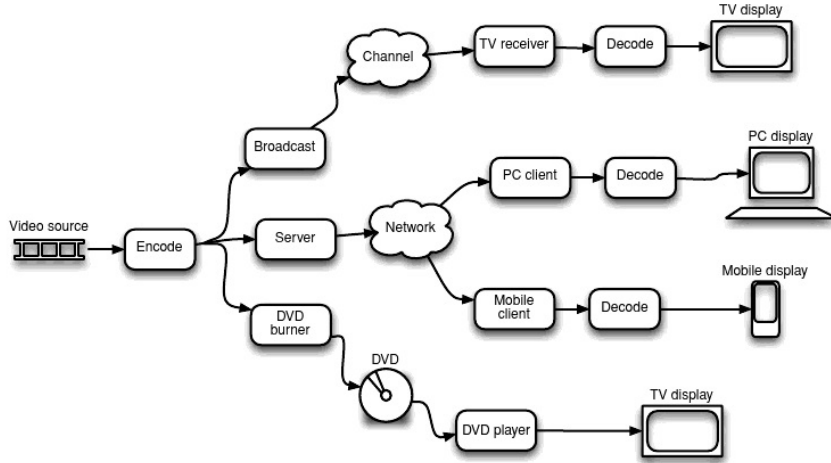 TV display
Channel
TV receiver
Decode
Broadcast
PC display
PC client
Decode
Video source
Encode
Server
Network
Mobile display
Mobile
client
Decode
DVD
burner
DVD
TV display
DVD player